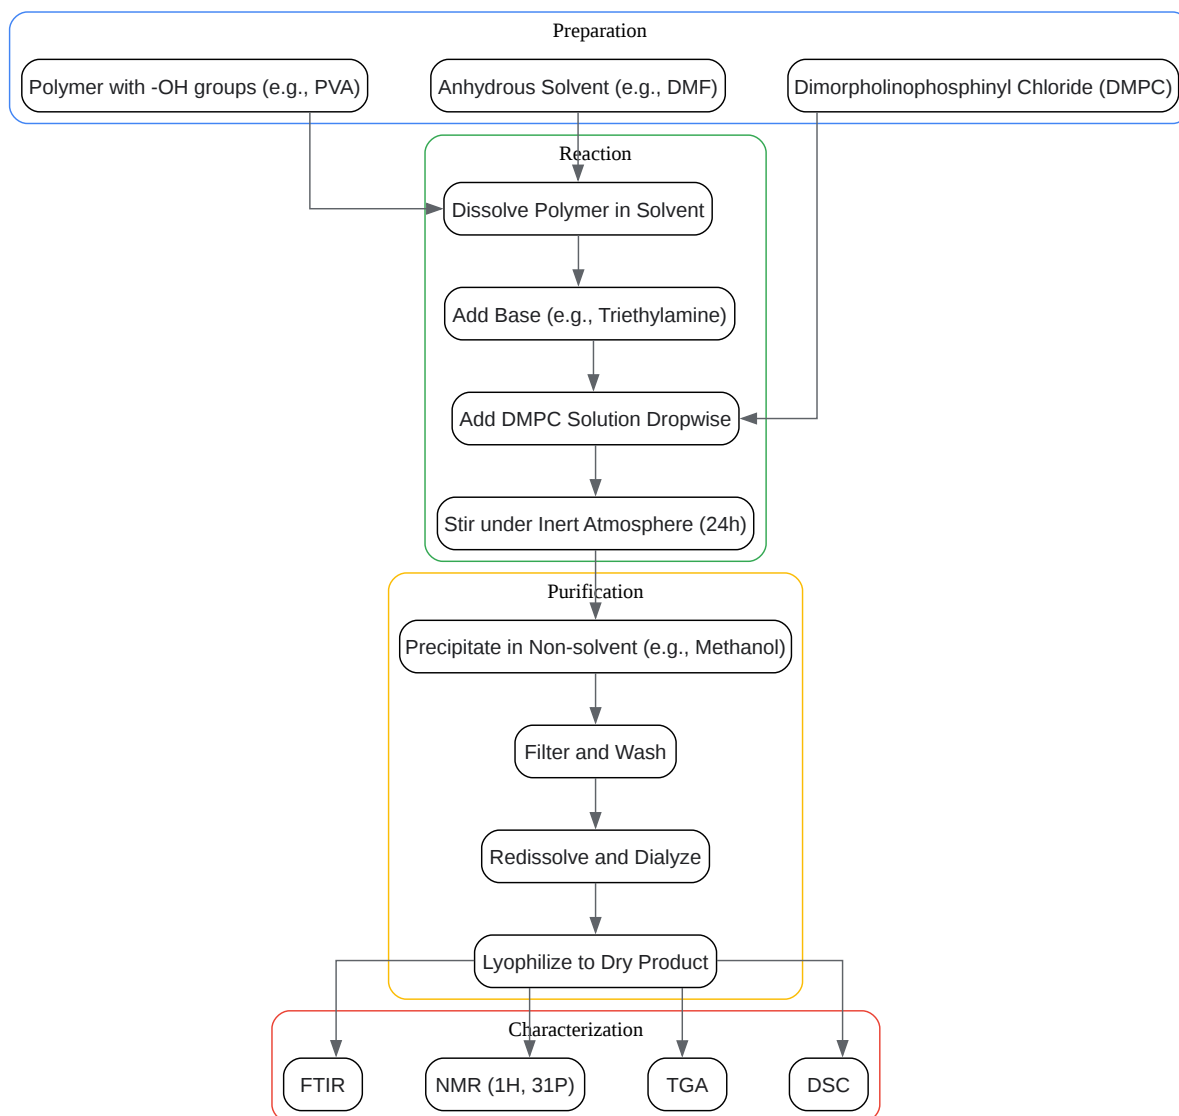 Preparation
Polymer with -OH groups (e.g., PVA)
Anhydrous Solvent (e.g., DMF)
Dimorpholinophosphinyl Chloride (DMPC)
Reaction
Dissolve Polymer in Solvent
Add Base (e.g., Triethylamine)
Add DMPC Solution Dropwise
Stir under Inert Atmosphere (24h)
Purification
Precipitate in Non-solvent (e.g., Methanol)
Filter and Wash
Redissolve and Dialyze
Lyophilize to Dry Product
Characterization
FTIR
NMR (1H, 31P)
TGA
DSC